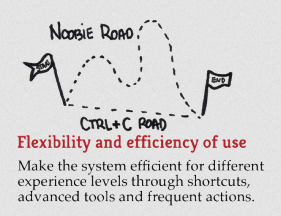 NOOBIE ROAD
END
CTRL+C ROAD
Flexibility and efficiency of use
Make the system efficient for different
experience levels through shortcuts,
advanced tools and frequent actions.